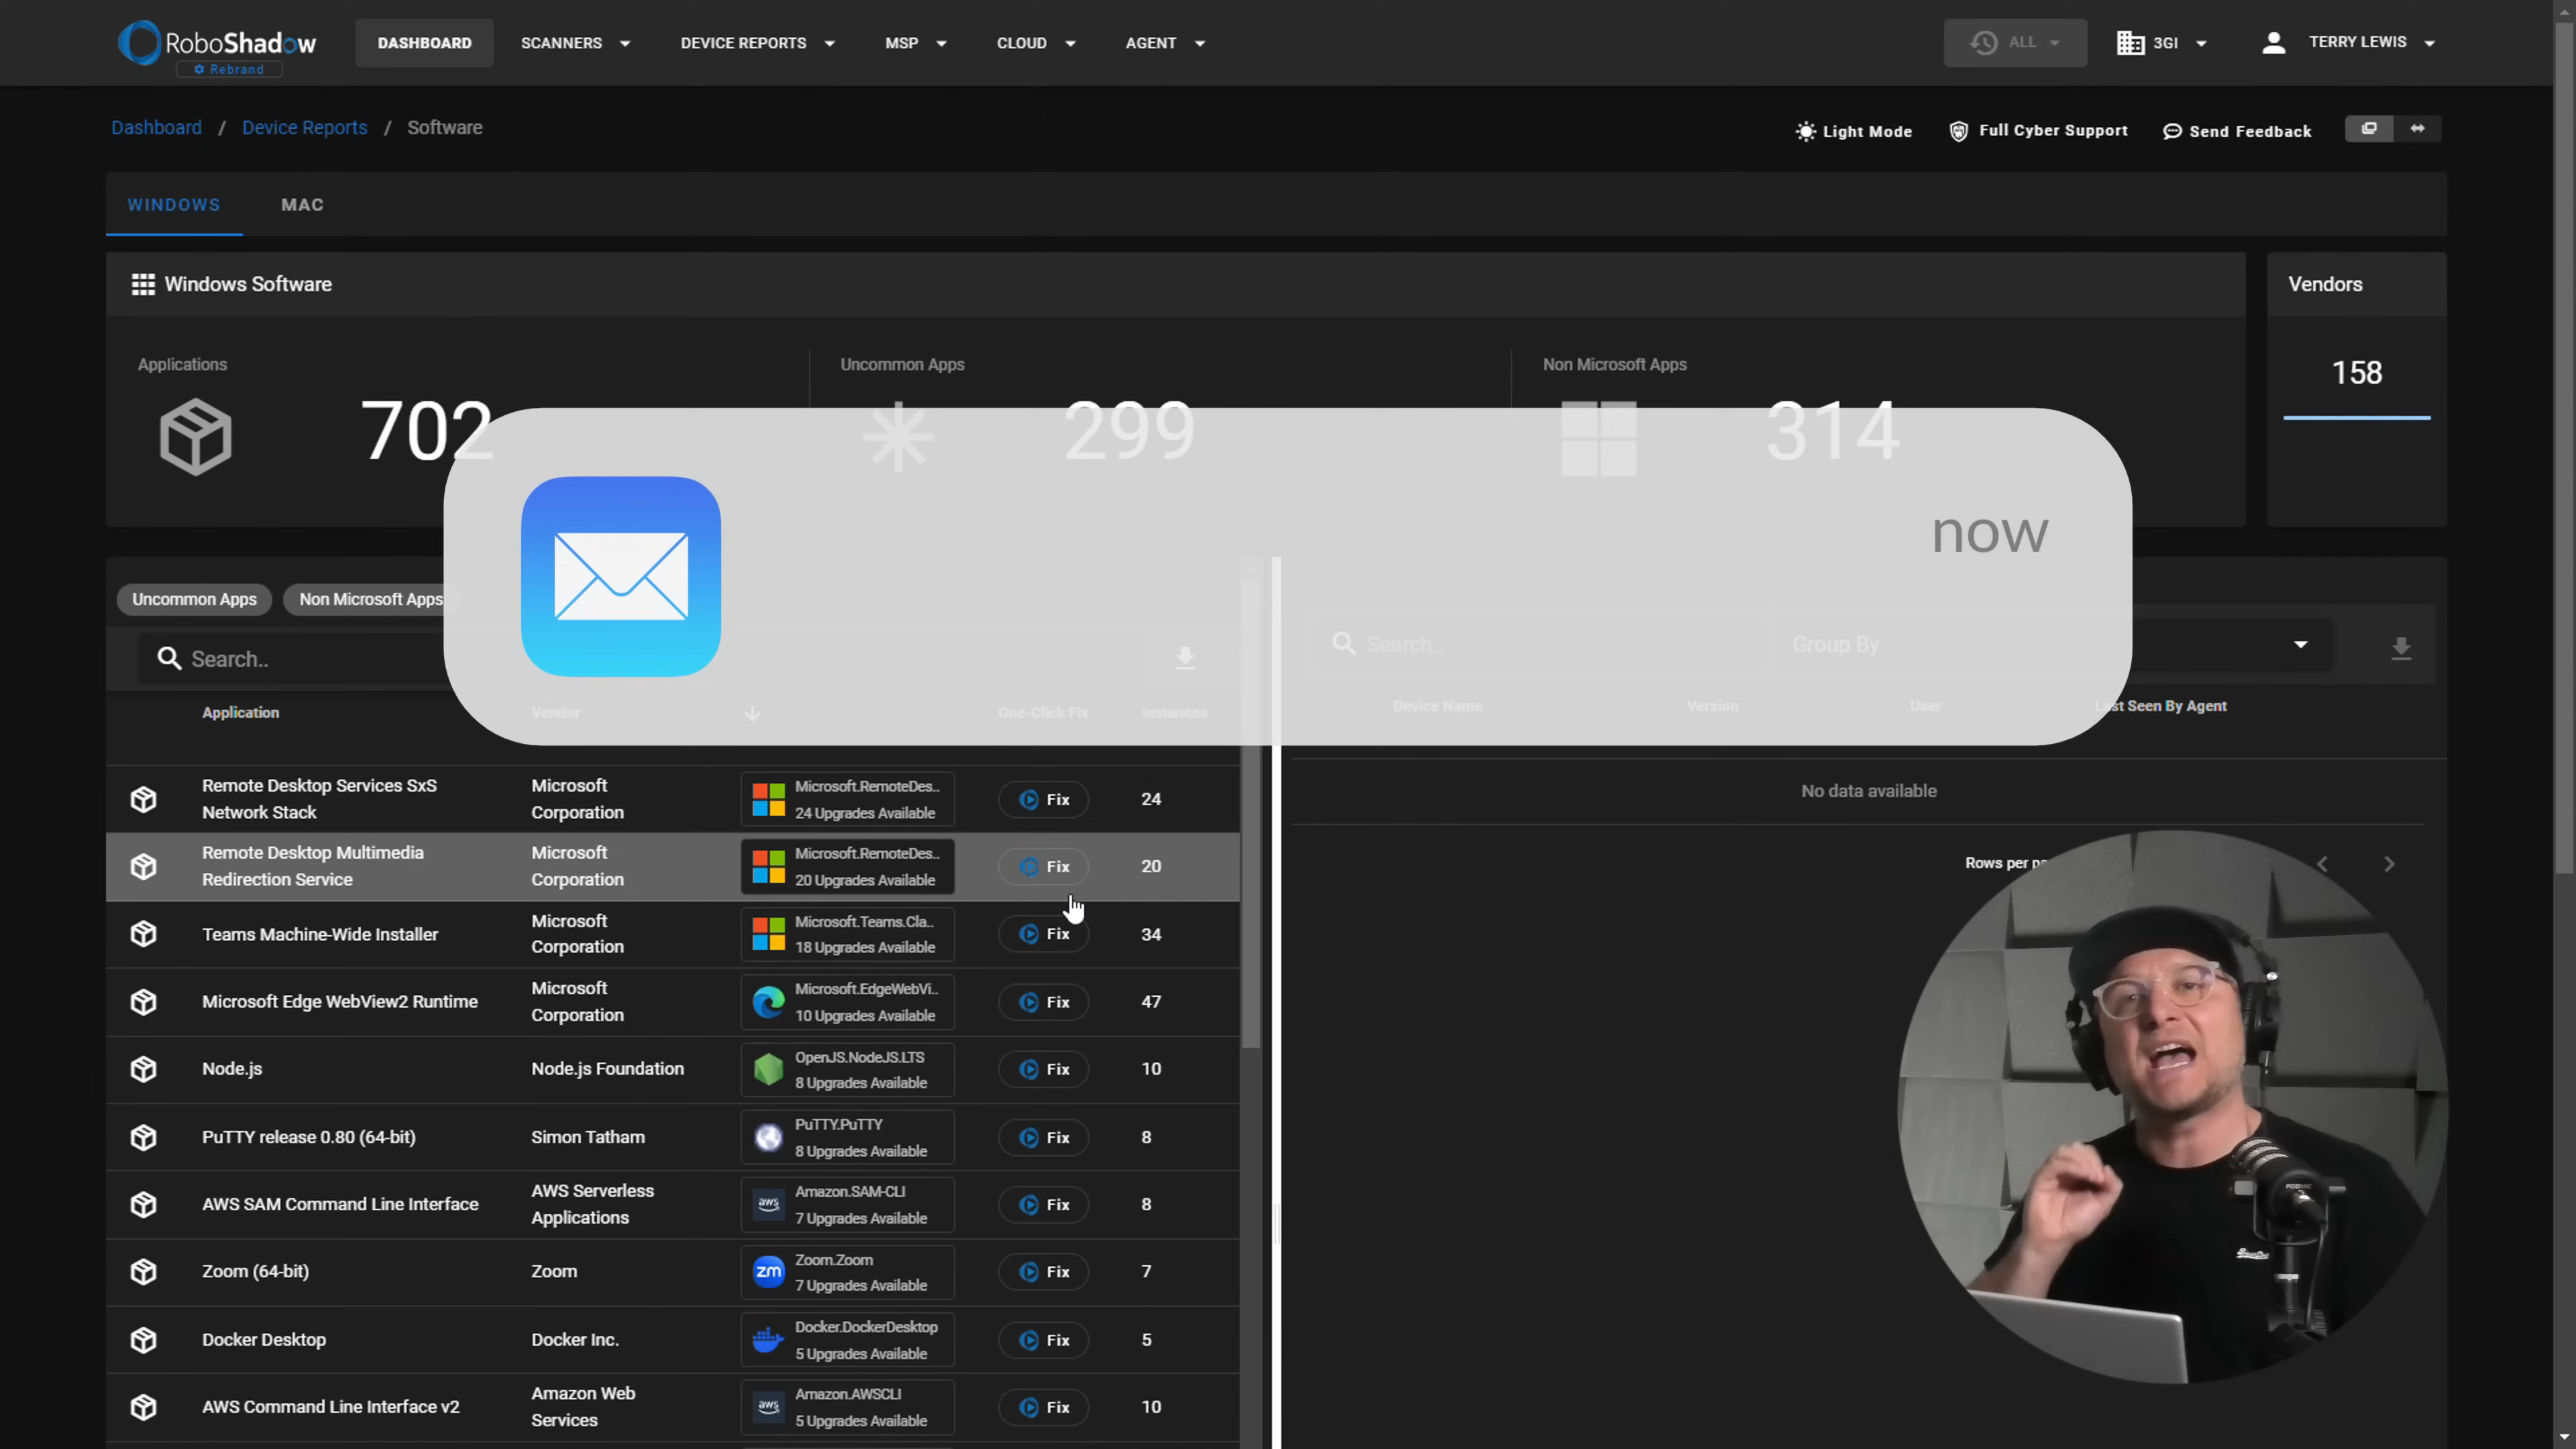 RoboShadow
Rebrand
DASHBOARD
SCANNERS
DEVICE REPORTS
MSP
CLOUD
AGENT
ALL
3GI
TERRY LEWIS
Dashboard / Device Reports / Software
Light Mode
Full Cyber Support
Send Feedback
WINDOWS
MAC
Windows Software
Vendors
Applications
702
Uncommon Apps
299
Non Microsoft Apps
314
158
now
Uncommon Apps
Non Microsoft Apps
Search..
Search..
Group By
Application Vendor One-Click Fix Instances
Device Name Version User Last Seen By Agent
No data available
Rows per
Remote Desktop Services SxS
Network Stack
Microsoft
Corporation
Microsoft.RemoteDes..
24 Upgrades Available
Fix
24
Remote Desktop Multimedia
Redirection Service
Microsoft
Corporation
Microsoft.RemoteDes..
20 Upgrades Available
Fix
20
Teams Machine-Wide Installer
Microsoft
Corporation
Microsoft.Teams.Cla..
18 Upgrades Available
Fix
34
Microsoft Edge WebView2 Runtime
Microsoft
Corporation
Microsoft.EdgeWebVi..
10 Upgrades Available
Fix
47
Node.js
Node.js Foundation
OpenJS.NodeJS.LTS
8 Upgrades Available
Fix
10
PuTTY release 0.80 (64-bit)
Simon Tatham
PuTTY.PuTTY
8 Upgrades Available
Fix
8
AWS SAM Command Line Interface
AWS Serverless
Applications
aws
Amazon.SAM-CLI
7 Upgrades Available
Fix
8
Zoom (64-bit)
Zoom
zm
Zoom.Zoom
7 Upgrades Available
Fix
7
Docker Desktop
Docker Inc.
Docker.DockerDesktop
5 Upgrades Available
Fix
5
AWS Command Line Interface v2
Amazon Web
Services
aws
Amazon.AWSCLI
5 Upgrades Available
Fix
10